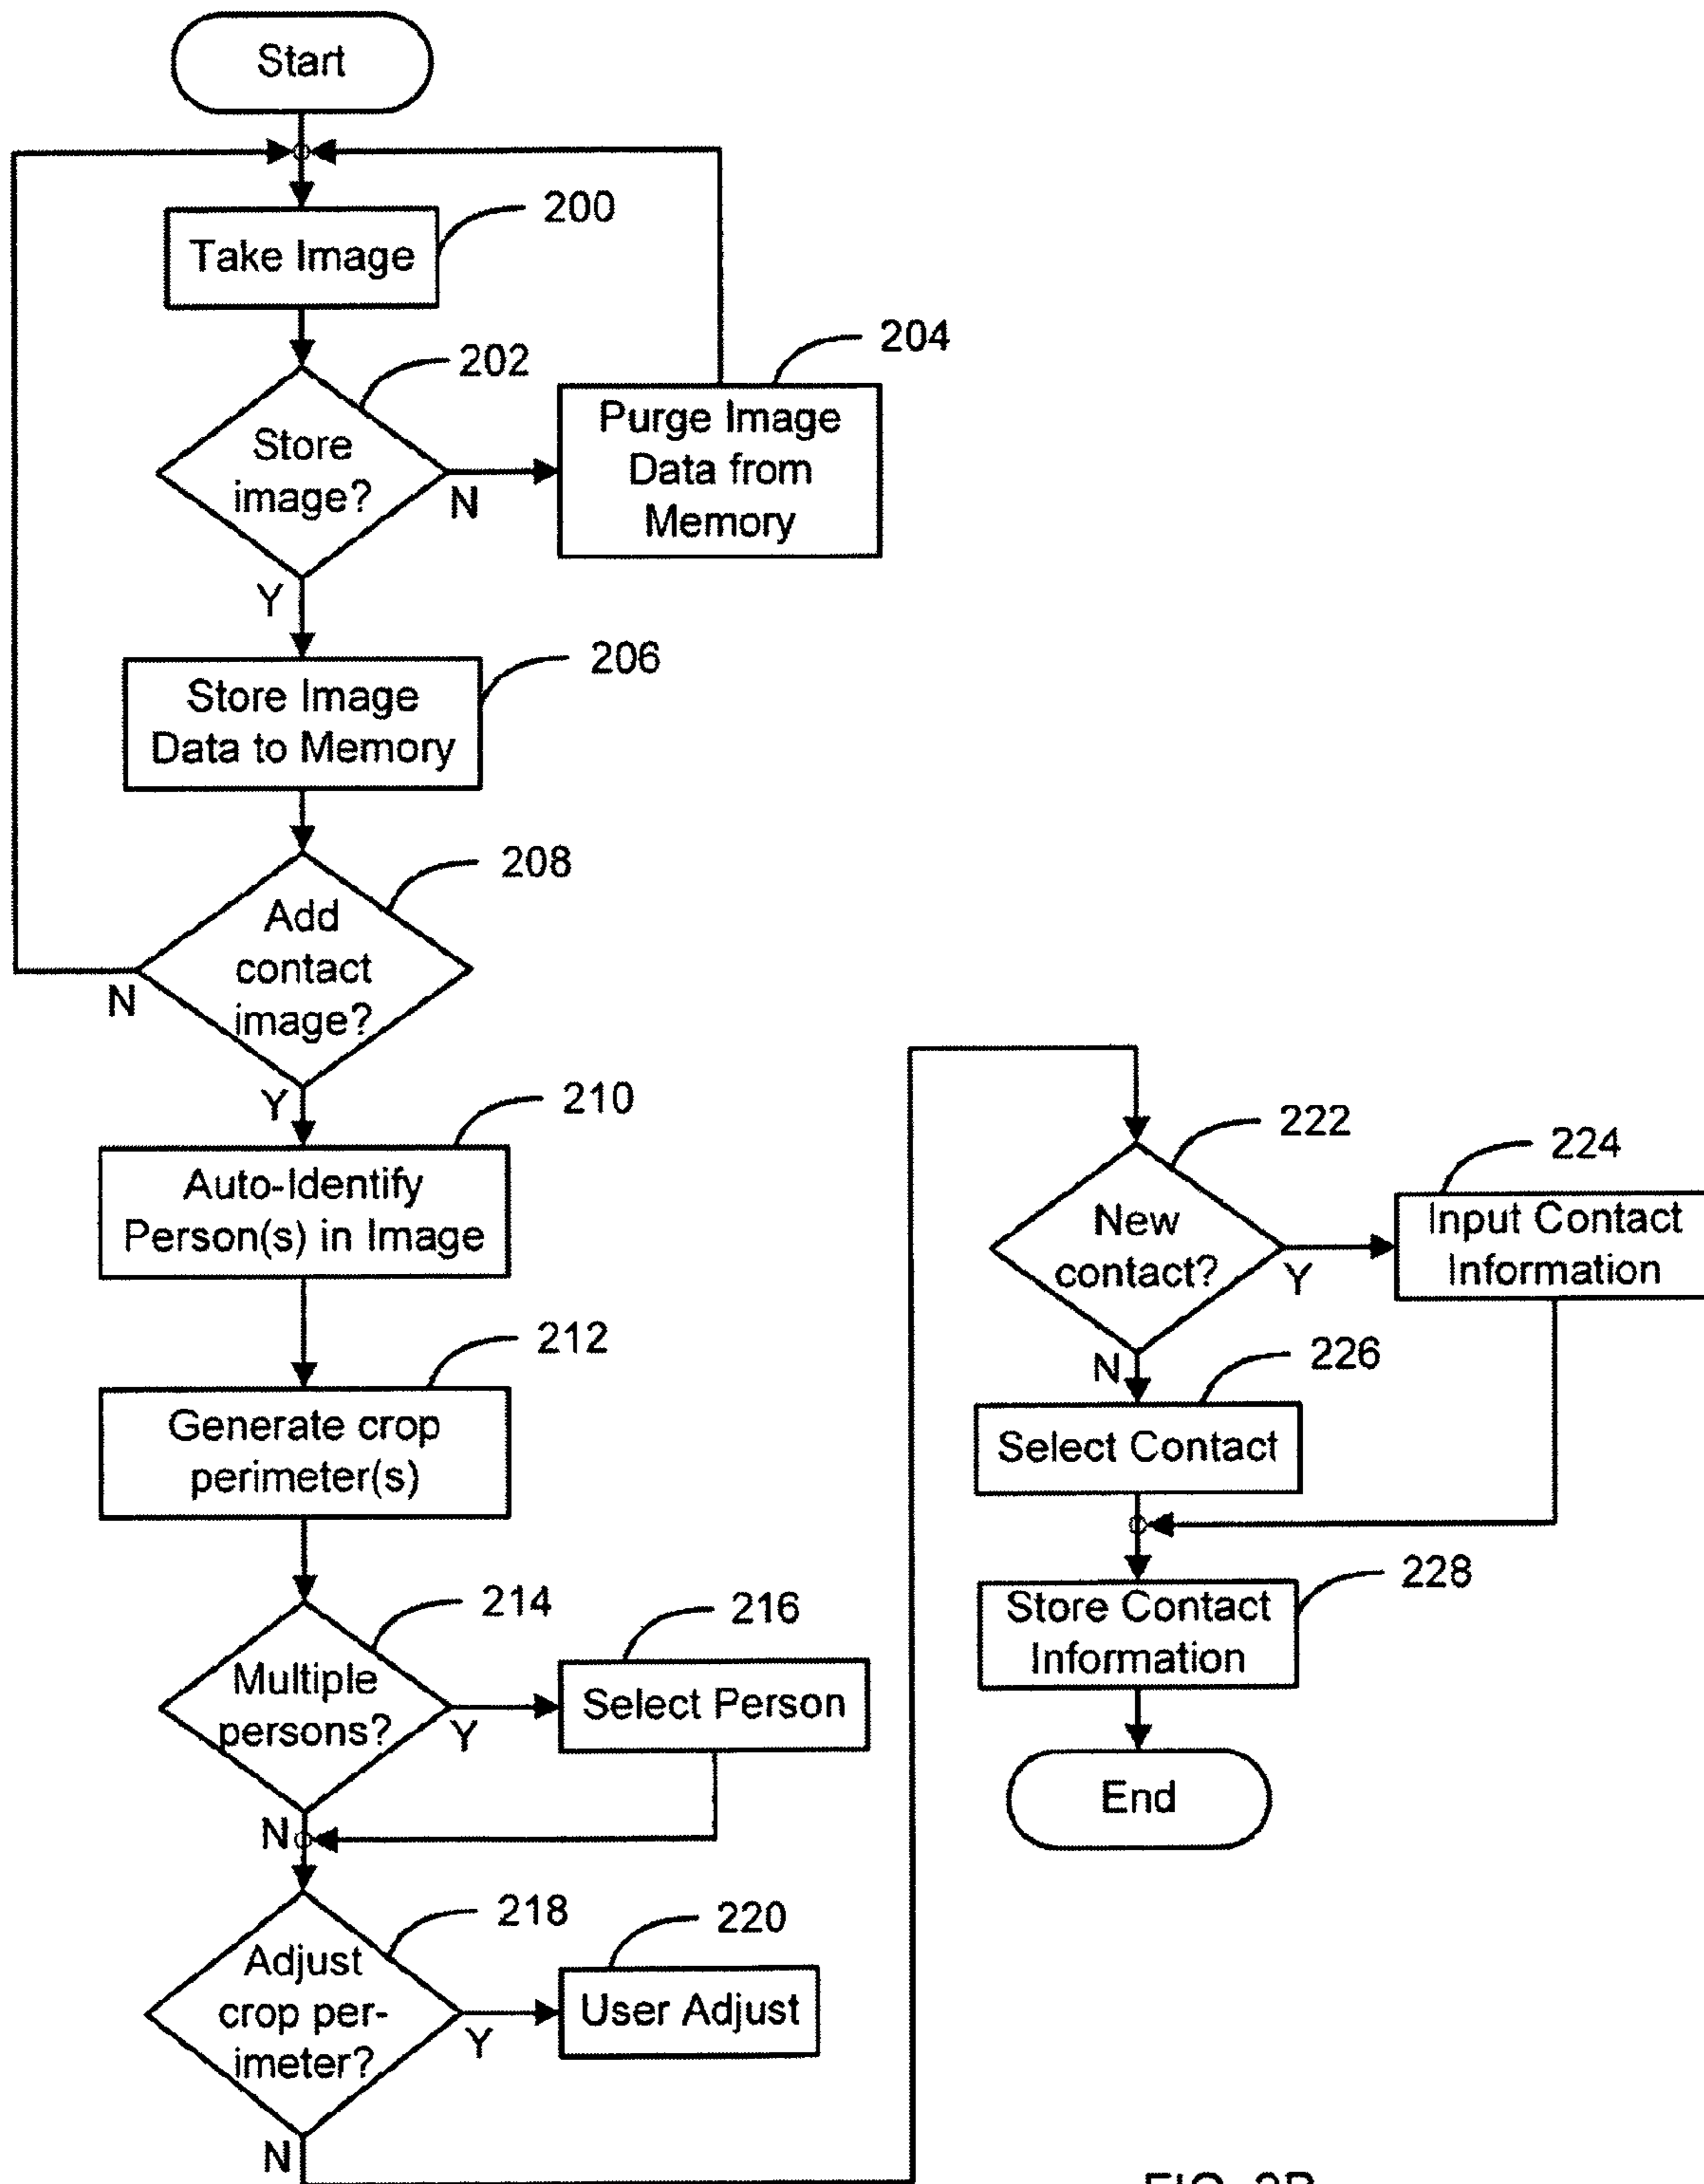 Start
200
Take Image
202
Store
image?
N
204
Purge Image
Data from
Memory
Y
206
Store Image
Data to Memory
208
Add
contact
image?
N
Y
210
Auto-Identify
Person(s) in Image
212
Generate crop
perimeter(s)
214
Multiple
persons?
Y
216
Select Person
N
218
Adjust
crop per-
imeter?
Y
220
User Adjust
N
222
New
contact?
Y
224
Input Contact
Information
N
226
Select Contact
228
Store Contact
Information
End